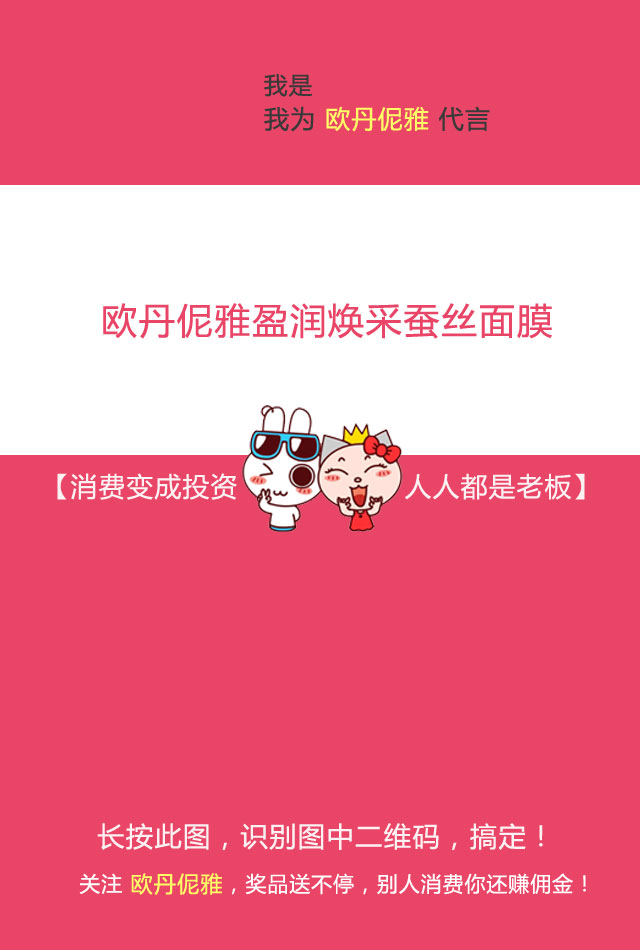 我是
我为 欧丹伲雅 代言
欧丹伲雅盈润焕采蚕丝面膜
【消费变成投资 人人都是老板】
长按此图，识别图中二维码，搞定！
关注 欧丹伲雅，奖品送不停，别人消费你还赚佣金！